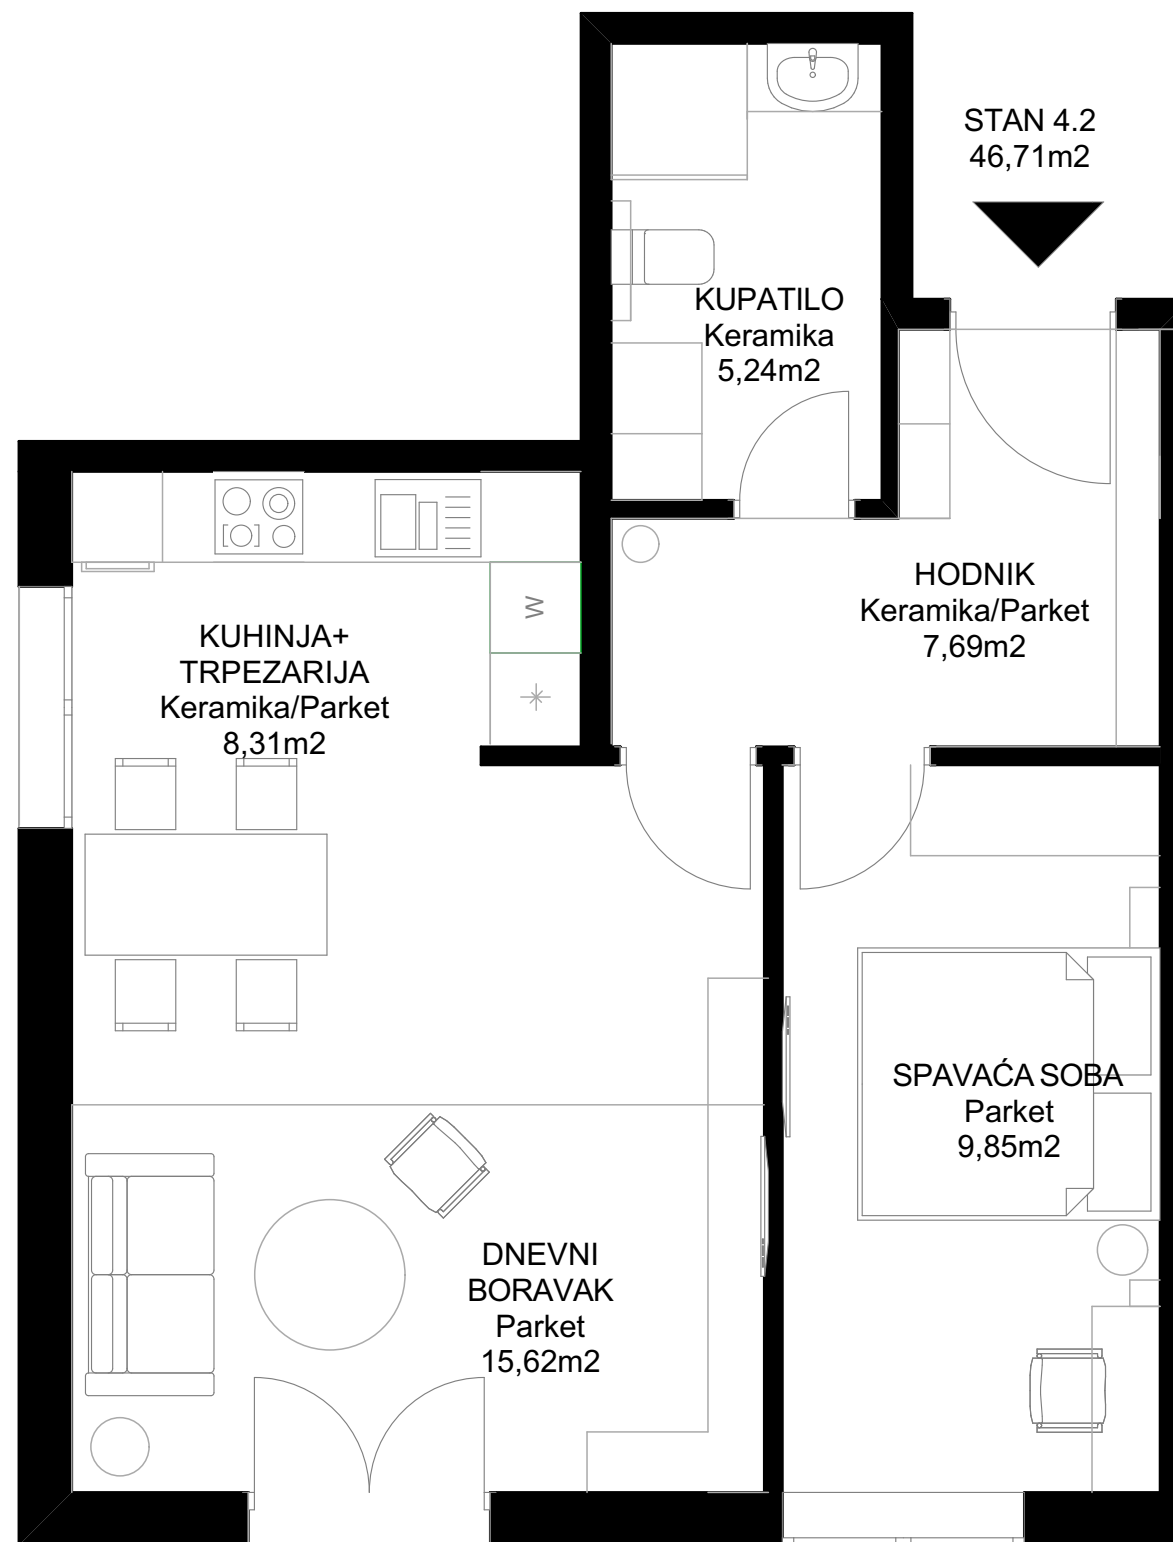 STAN 4.2
46,71m2
KUPATILO
Keramika
5,24m2
HODNIK
Keramika/Parket
7,69m2
KUHINJA+
TRPEZARIJA
Keramika/Parket
8,31m2
W
SPAVAĆA SOBA
Parket
9,85m2
DNEVNI
BORAVAK
Parket
15,62m2